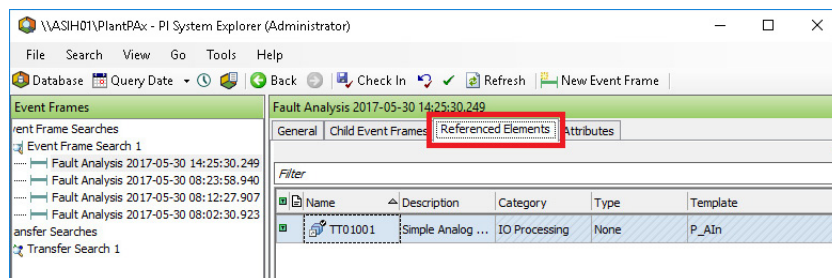 \\ASIH01\PlantPAx - PI System Explorer (Administrator)
File Search View Go Tools Help
Database Query Date Back Check In Refresh New Event Frame
Event Frames
Fault Analysis 2017-05-30 14:25:30.249
General Child Event Frames Referenced Elements Attributes
rent Frame Searches
Event Frame Search 1
Fault Analysis 2017-05-30 14:25:30.249
Fault Analysis 2017-05-30 08:23:58.940
Fault Analysis 2017-05-30 08:12:27.907
Fault Analysis 2017-05-30 08:02:30.923
ansfer Searches
Transfer Search 1
Filter
Name Description Category Type Template
TT01001 Simple Analog ... IO Processing None P_AIn